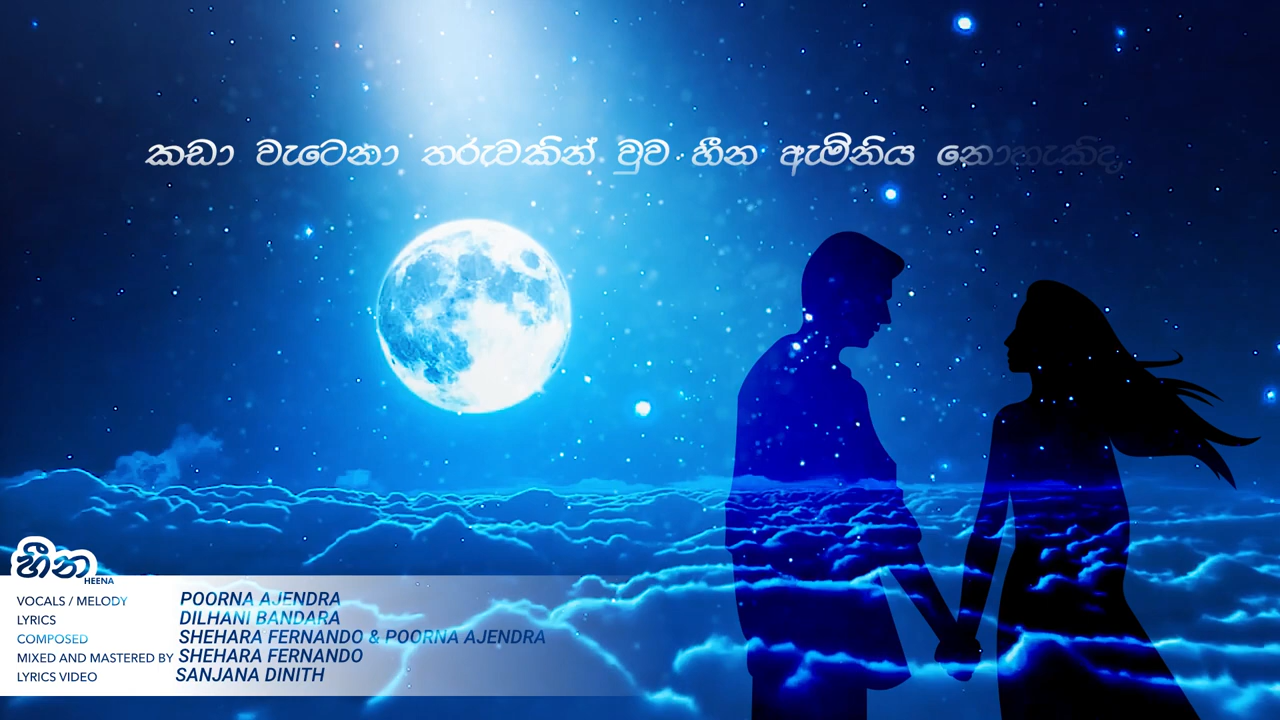 කඩා වැටෙනා තරුවකින් වුව හීන ඇමිනිය නොහැකිද
හීන
HEENA
VOCALS / MELODY POORNA AJENDRA
LYRICS DILHANI BANDARA
COMPOSED SHEHARA FERNANDO & POORNA AJENDRA
MIXED AND MASTERED BY SHEHARA FERNANDO
LYRICS VIDEO SANJANA DINITH